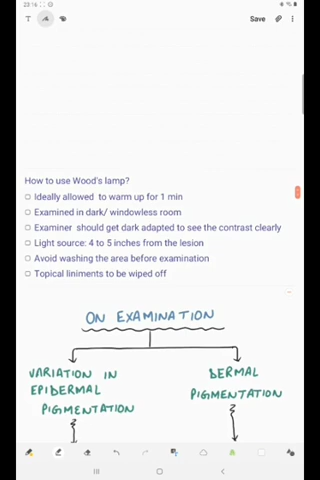 23:16
T
Save
How to use Wood's lamp?
Ideally allowed to warm up for 1 min
Examined in dark/ windowless room
Examiner should get dark adapted to see the contrast clearly
Light source: 4 to 5 inches from the lesion
Avoid washing the area before examination
Topical liniments to be wiped off
ON EXAMINATION
VARIATION IN
EPIDERMAL
PIGMENTATION
DERMAL
PIGMENTATION